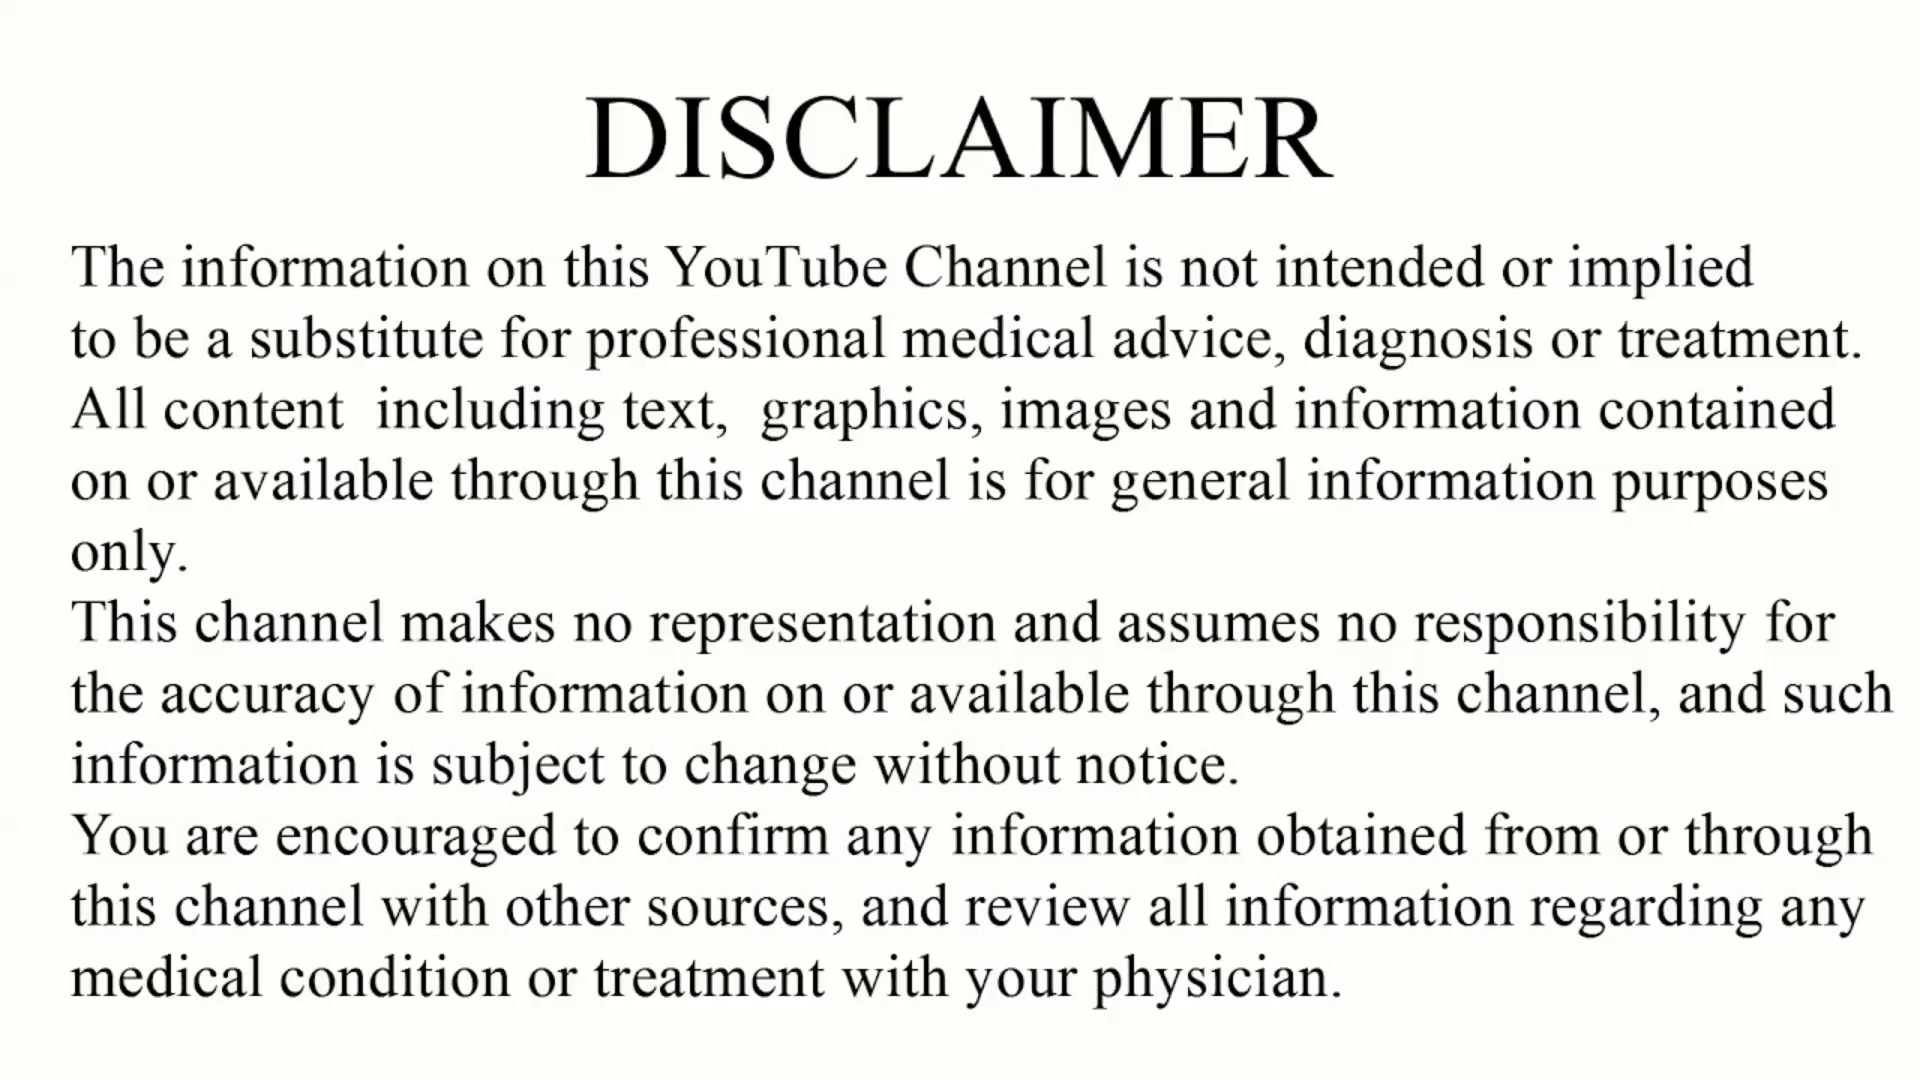 DISCLAIMER
The information on this YouTube Channel is not intended or implied
to be a substitute for professional medical advice, diagnosis or treatment.
All content  including text,  graphics, images and information contained
on or available through this channel is for general information purposes
only.
This channel makes no representation and assumes no responsibility for
the accuracy of information on or available through this channel, and such
information is subject to change without notice.
You are encouraged to confirm any information obtained from or through
this channel with other sources, and review all information regarding any
medical condition or treatment with your physician.